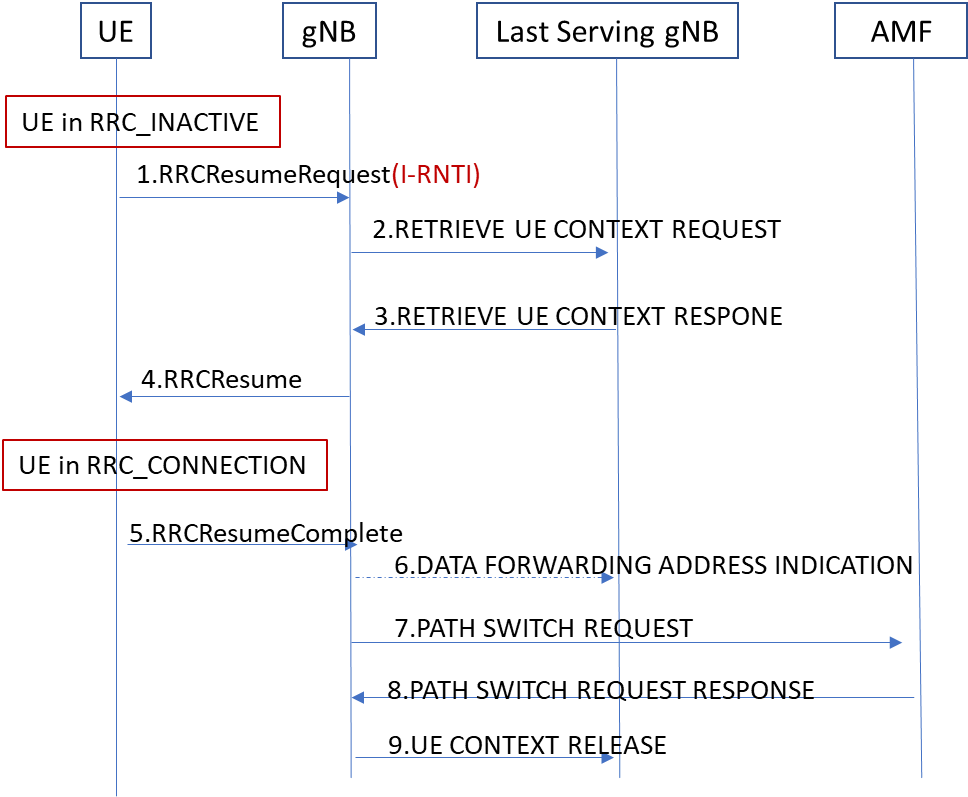 UE
gNB
Last Serving gNB
AMF
UE in RRC_INACTIVE
1.RRCResumeRequest(I-RNTI)
2.RETRIEVE UE CONTEXT REQUEST
3.RETRIEVE UE CONTEXT RESPONE
4.RRCResume
UE in RRC_CONNECTION
5.RRCResumeComplete
6.DATA FORWARDING ADDRESS INDICATION
7.PATH SWITCH REQUEST
8.PATH SWITCH REQUEST RESPONSE
9.UE CONTEXT RELEASE